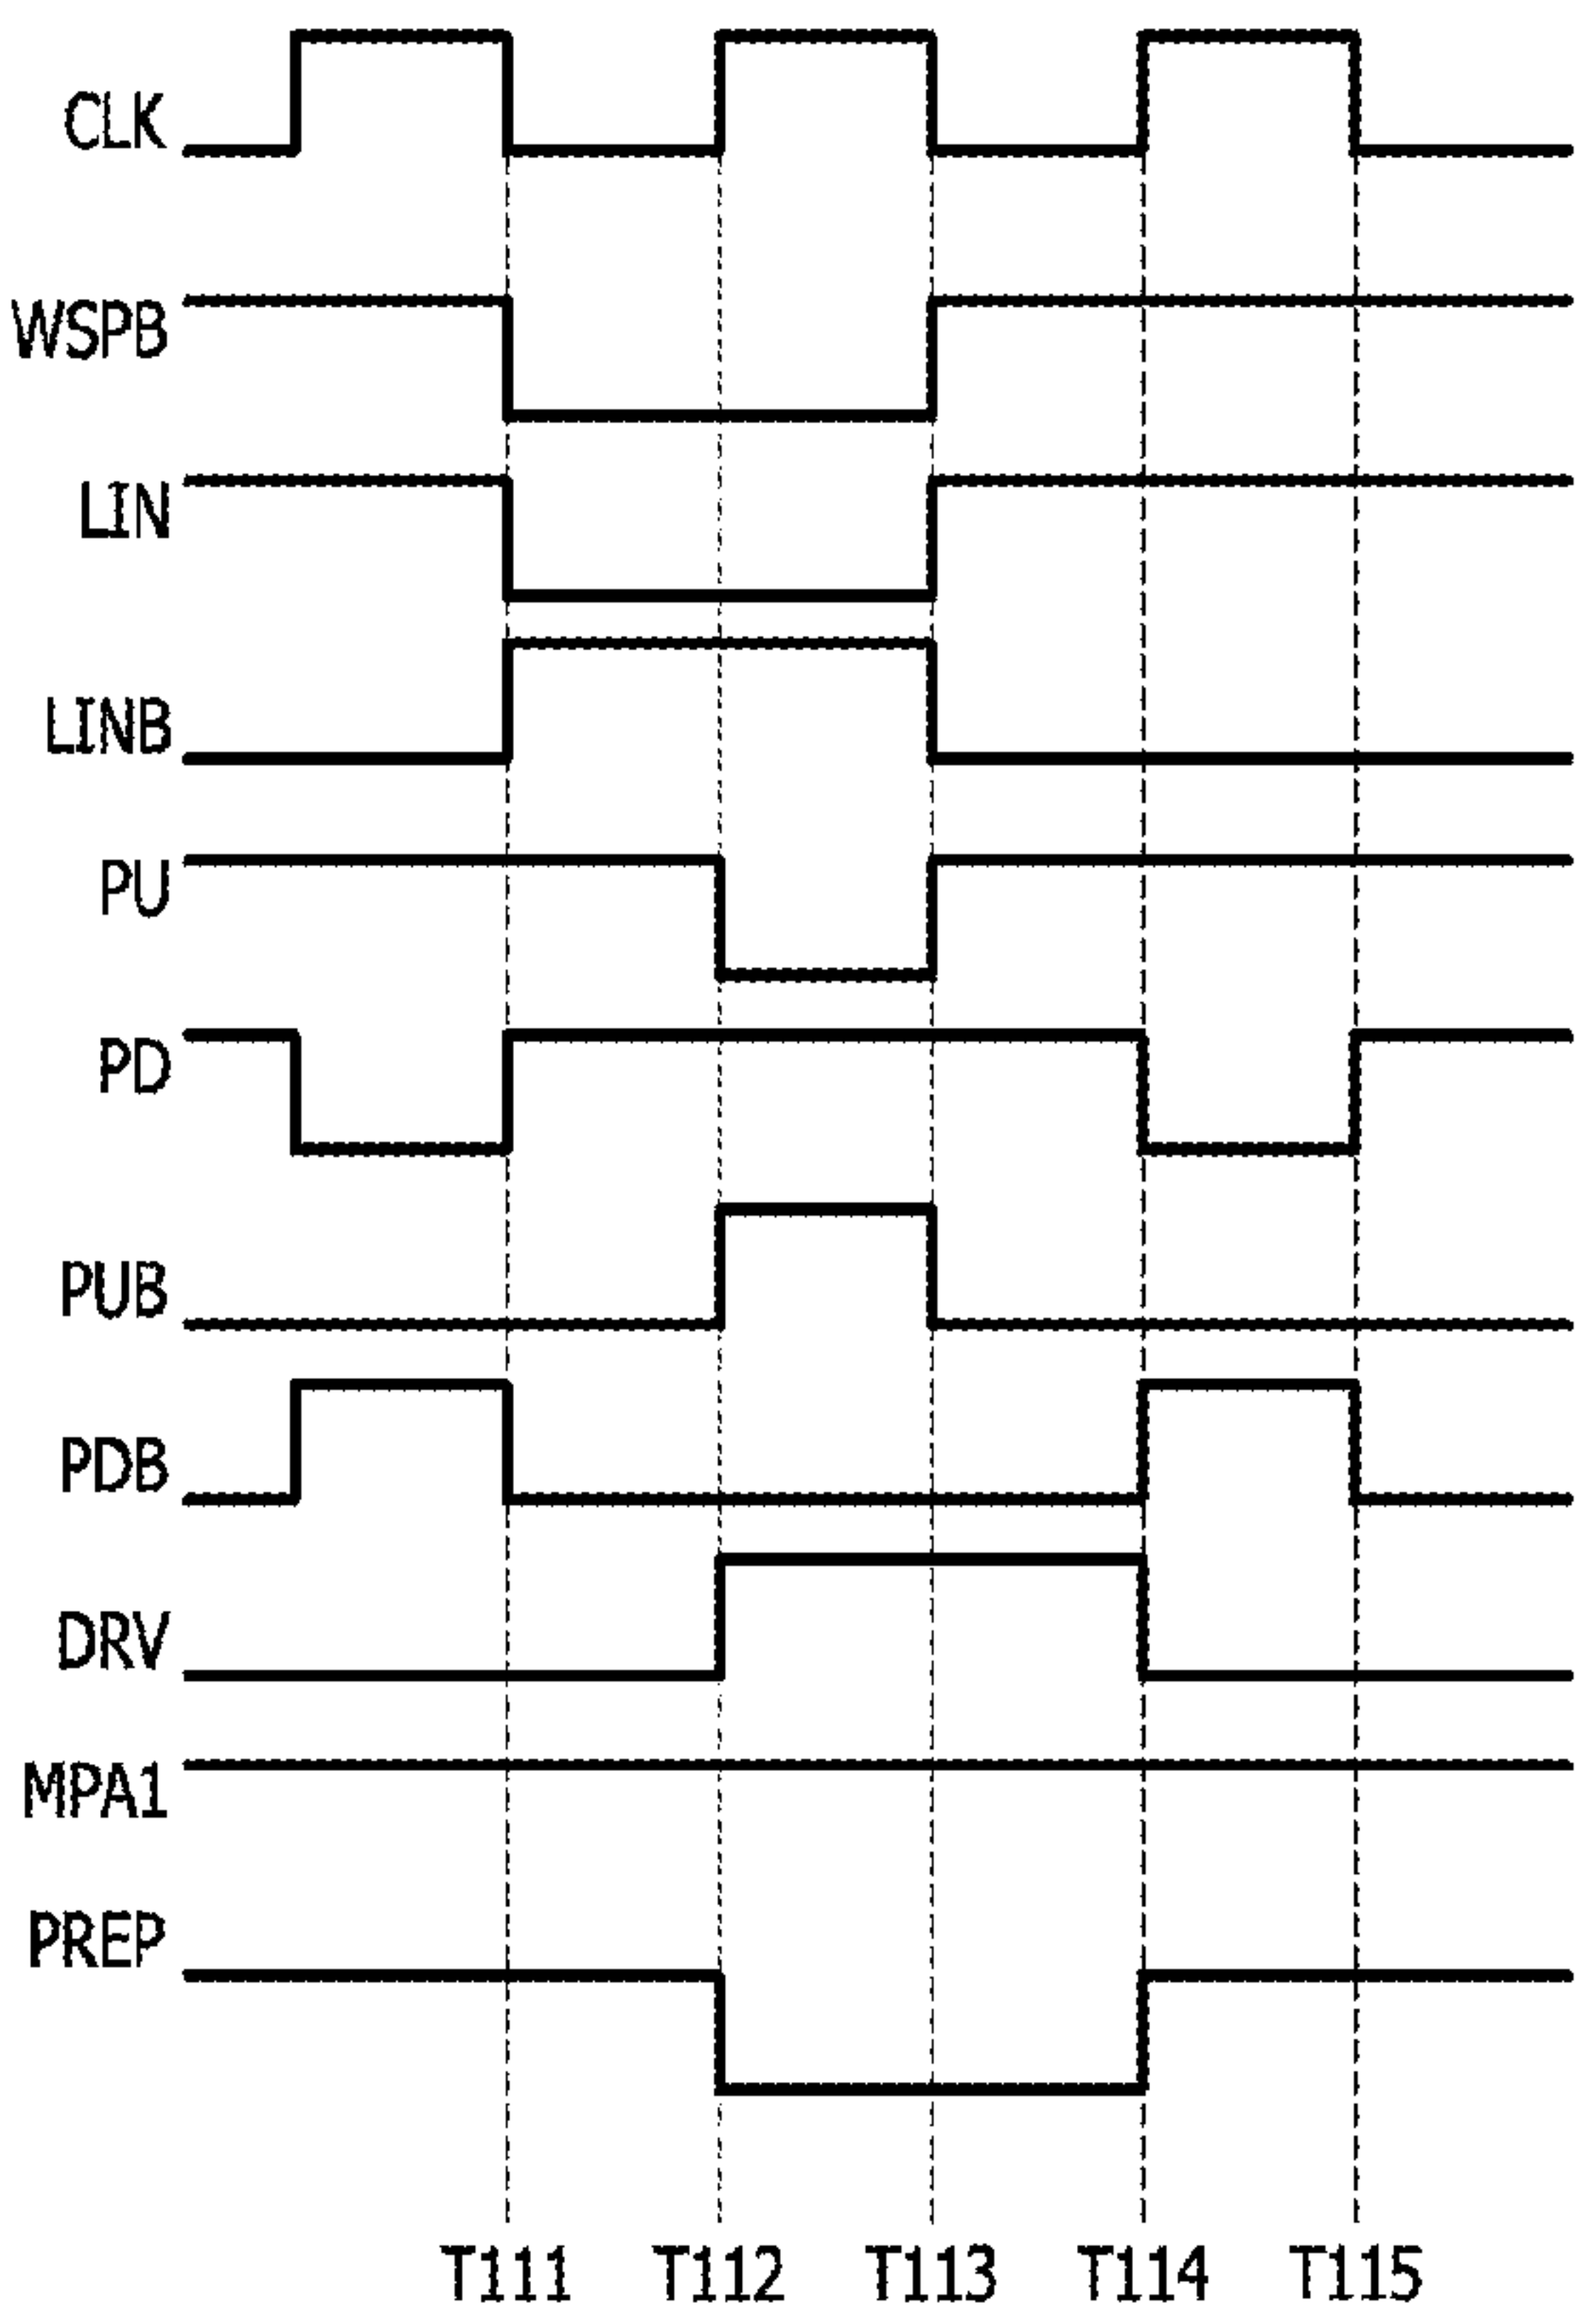 CLK
WSPB
LIN
LINB
PU
PD
PUB
PDB
DRV
MPA1
PREP
T111 T112 T113 T114 T115